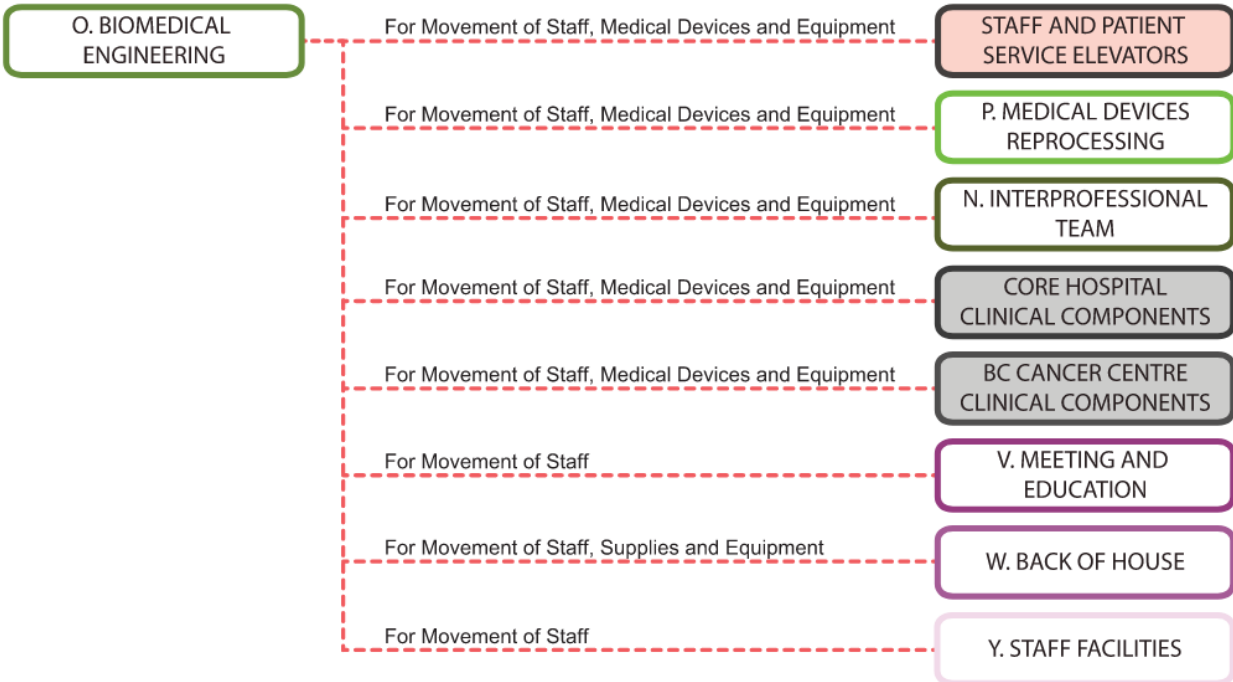 O. BIOMEDICAL
ENGINEERING
For Movement of Staff, Medical Devices and Equipment
STAFF AND PATIENT
SERVICE ELEVATORS
For Movement of Staff, Medical Devices and Equipment
P. MEDICAL DEVICES
REPROCESSING
For Movement of Staff, Medical Devices and Equipment
N. INTERPROFESSIONAL
TEAM
For Movement of Staff, Medical Devices and Equipment
CORE HOSPITAL
CLINICAL COMPONENTS
For Movement of Staff, Medical Devices and Equipment
BC CANCER CENTRE
CLINICAL COMPONENTS
For Movement of Staff
V. MEETING AND
EDUCATION
For Movement of Staff, Supplies and Equipment
W. BACK OF HOUSE
For Movement of Staff
Y. STAFF FACILITIES